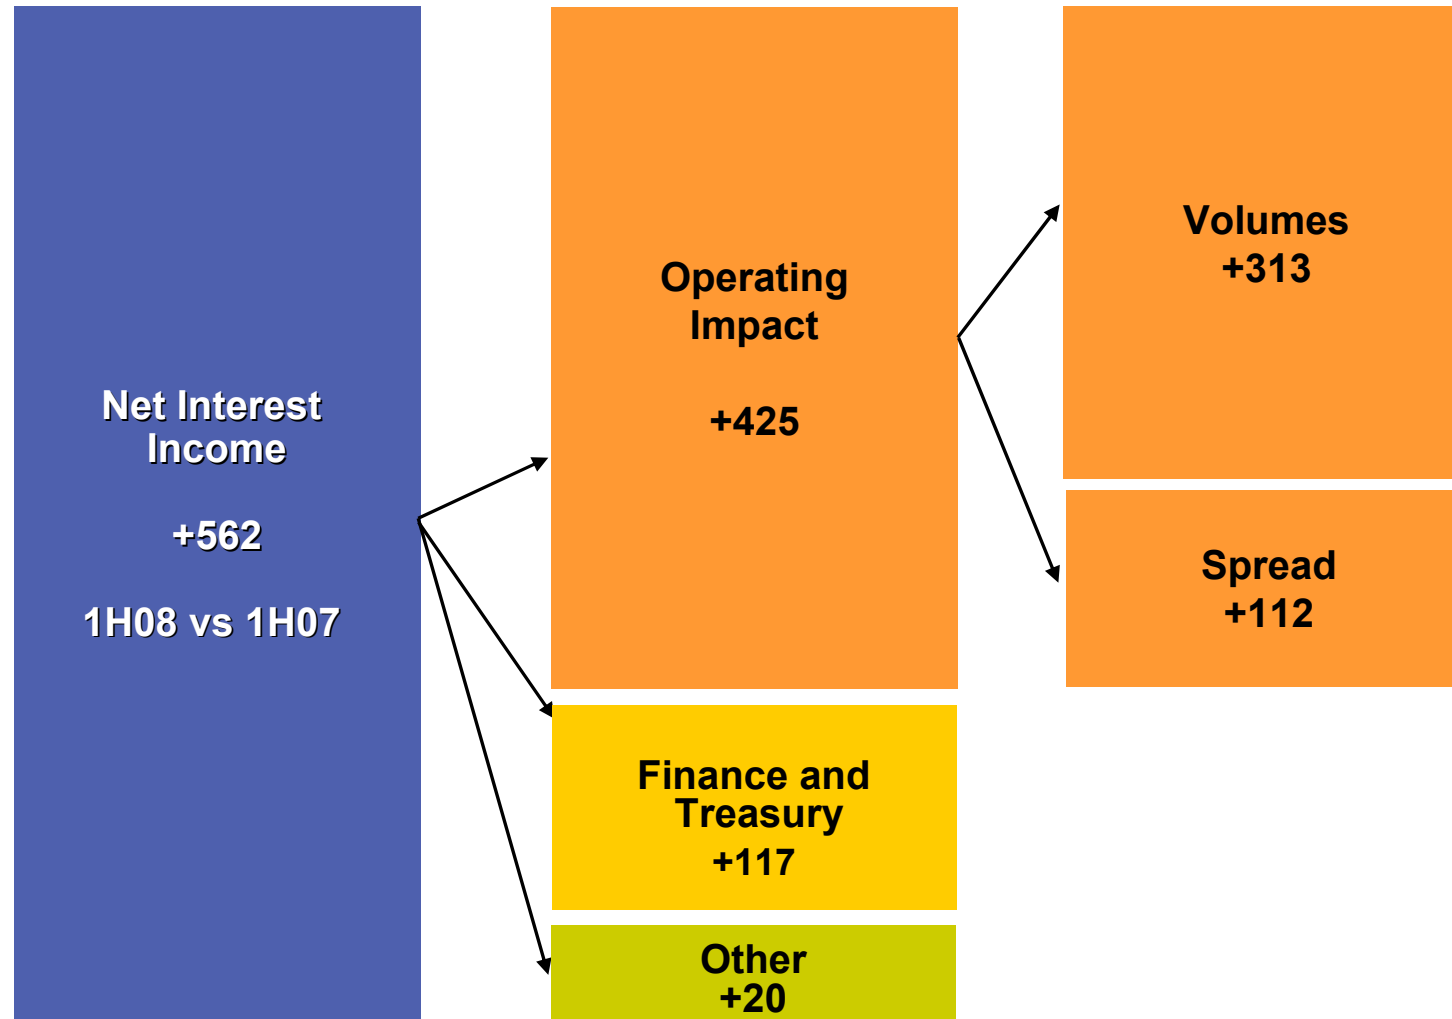 Net Interest
Income
+562
1H08 vs 1H07
Operating
Impact
+425
Finance and
Treasury
+117
Other
+20
Volumes
+313
Spread
+112